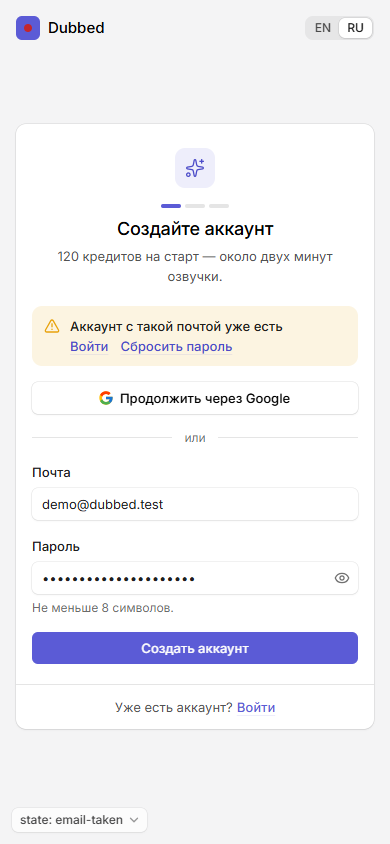 Dubbed
EN RU
Создайте аккаунт
120 кредитов на старт — около двух минут
озвучки.
Аккаунт с такой почтой уже есть
Войти Сбросить пароль
Продолжить через Google
или
Почта
demo@dubbed.test
Пароль
•••••••••••••••••••••
Не меньше 8 символов.
Создать аккаунт
Уже есть аккаунт? Войти
state: email-taken